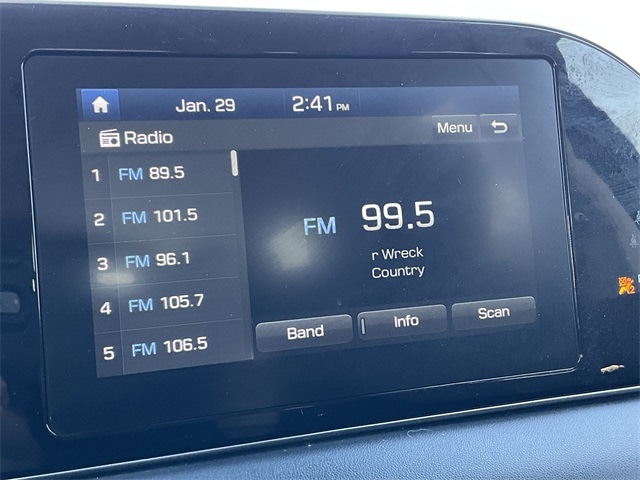 Jan. 29 2:41 PM
Radio Menu
1 FM 89.5
2 FM 101.5
3 FM 96.1
4 FM 105.7
5 FM 106.5
FM 99.5
r Wreck
Country
Band Info Scan